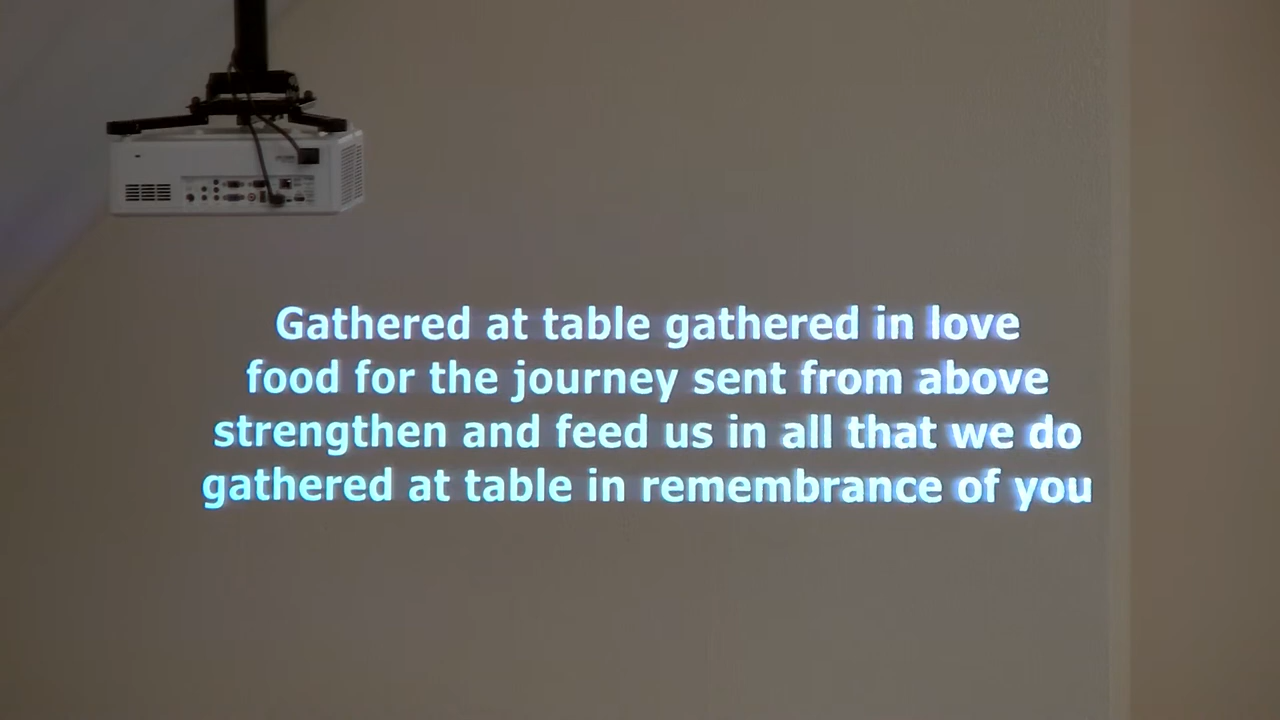 Gathered at table gathered in love
food for the journey sent from above
strengthen and feed us in all that we do
gathered at table in remembrance of you